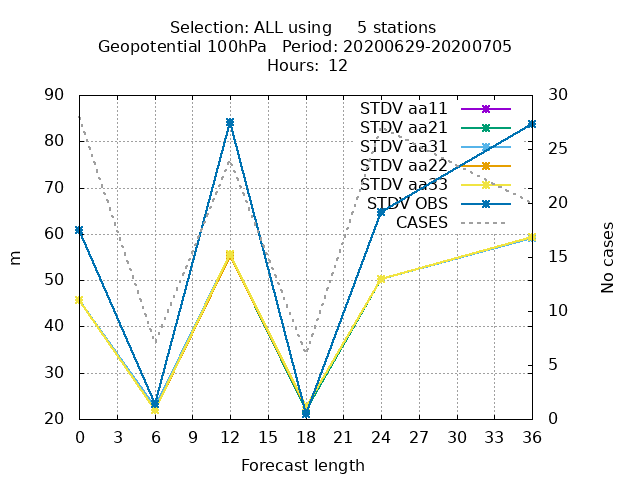 Selection: ALL using     5 stations
Geopotential 100hPa   Period: 20200629-20200705
Hours: 12
90
80
70
60
50
40
30
20
m
30
25
20
15
10
5
0
No cases
STDV aa11
STDV aa21
STDV aa31
STDV aa22
STDV aa33
STDV OBS
CASES
0 3 6 9 12 15 18 21 24 27 30 33 36
Forecast length